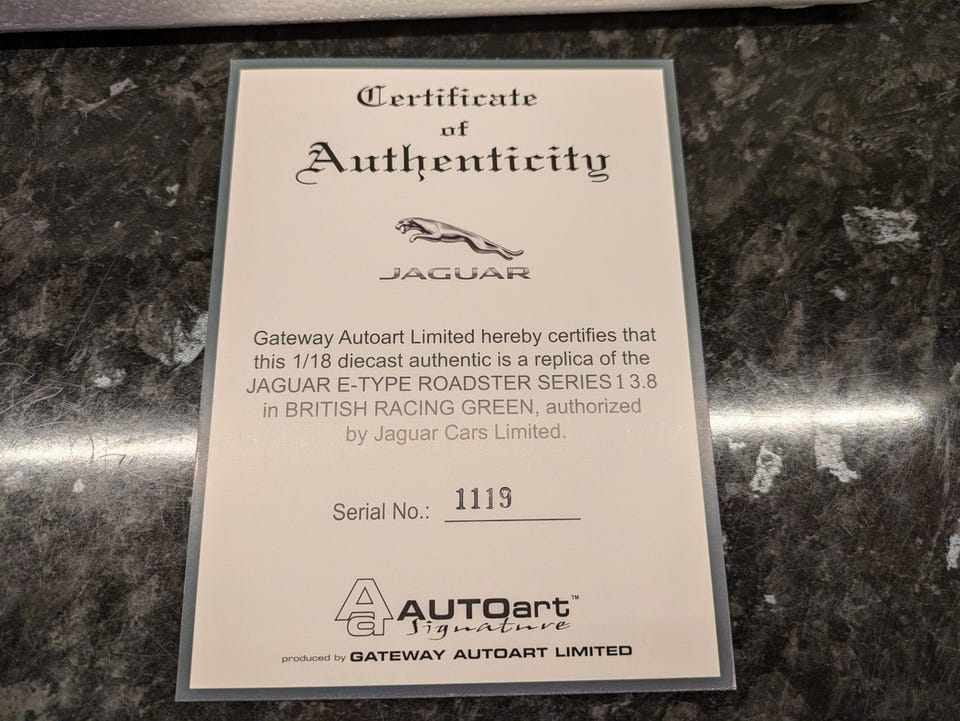 Certificate
of
Authenticity
JAGUAR
Gateway Autoart Limited hereby certifies that
this 1/18 diecast authentic is a replica of the
JAGUAR E-TYPE ROADSTER SERIES 1 3.8
in BRITISH RACING GREEN, authorized
by Jaguar Cars Limited.
Serial No.: 1119
Aa AUTOart™
Signature
produced by GATEWAY AUTOART LIMITED